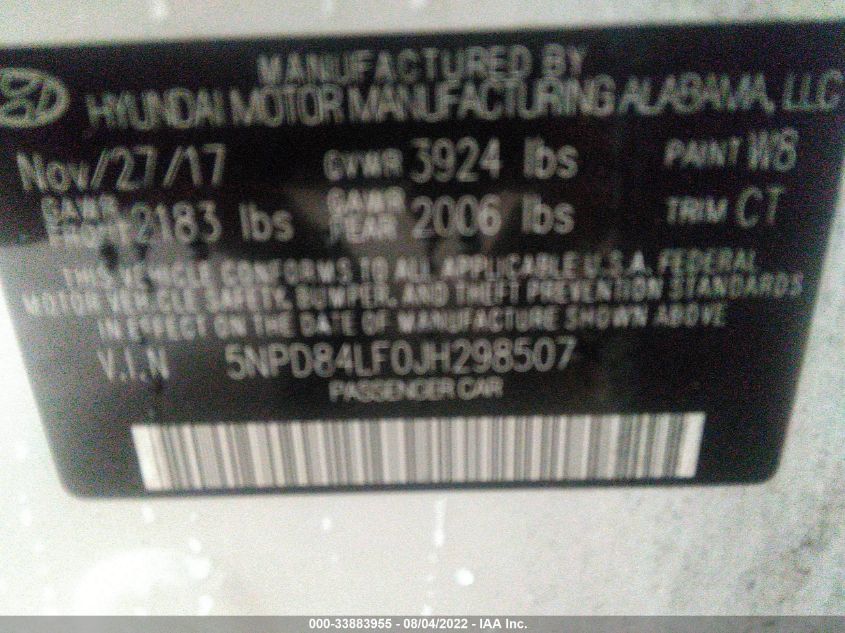 MANUFACTURED BY
HYUNDAI MOTOR MANUFACTURING ALABAMA, LLC
Nov/27/17 GVWR 3924 lbs PAINT W8
GAWR FRONT 2183 lbs GAWR REAR 2006 lbs TRIM CT
THIS VEHICLE CONFORMS TO ALL APPLICABLE U.S.A. FEDERAL
MOTOR VEHICLE SAFETY, BUMPER, AND THEFT PREVENTION STANDARDS
IN EFFECT ON THE DATE OF MANUFACTURE SHOWN ABOVE
V.I.N 5NPD84LF0JH298507
PASSENGER CAR
000-33883955 - 08/04/2022 - IAA Inc.